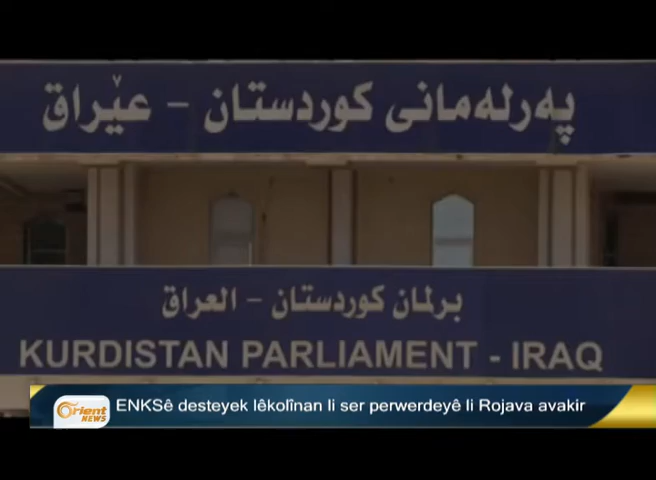 پەرلەمانی کوردستان - عێراق
برلمان كوردستان - العراق
KURDISTAN PARLIAMENT - IRAQ
Orient NEWS
ENKSê desteyek lêkolînan li ser perwerdeyê li Rojava avakir